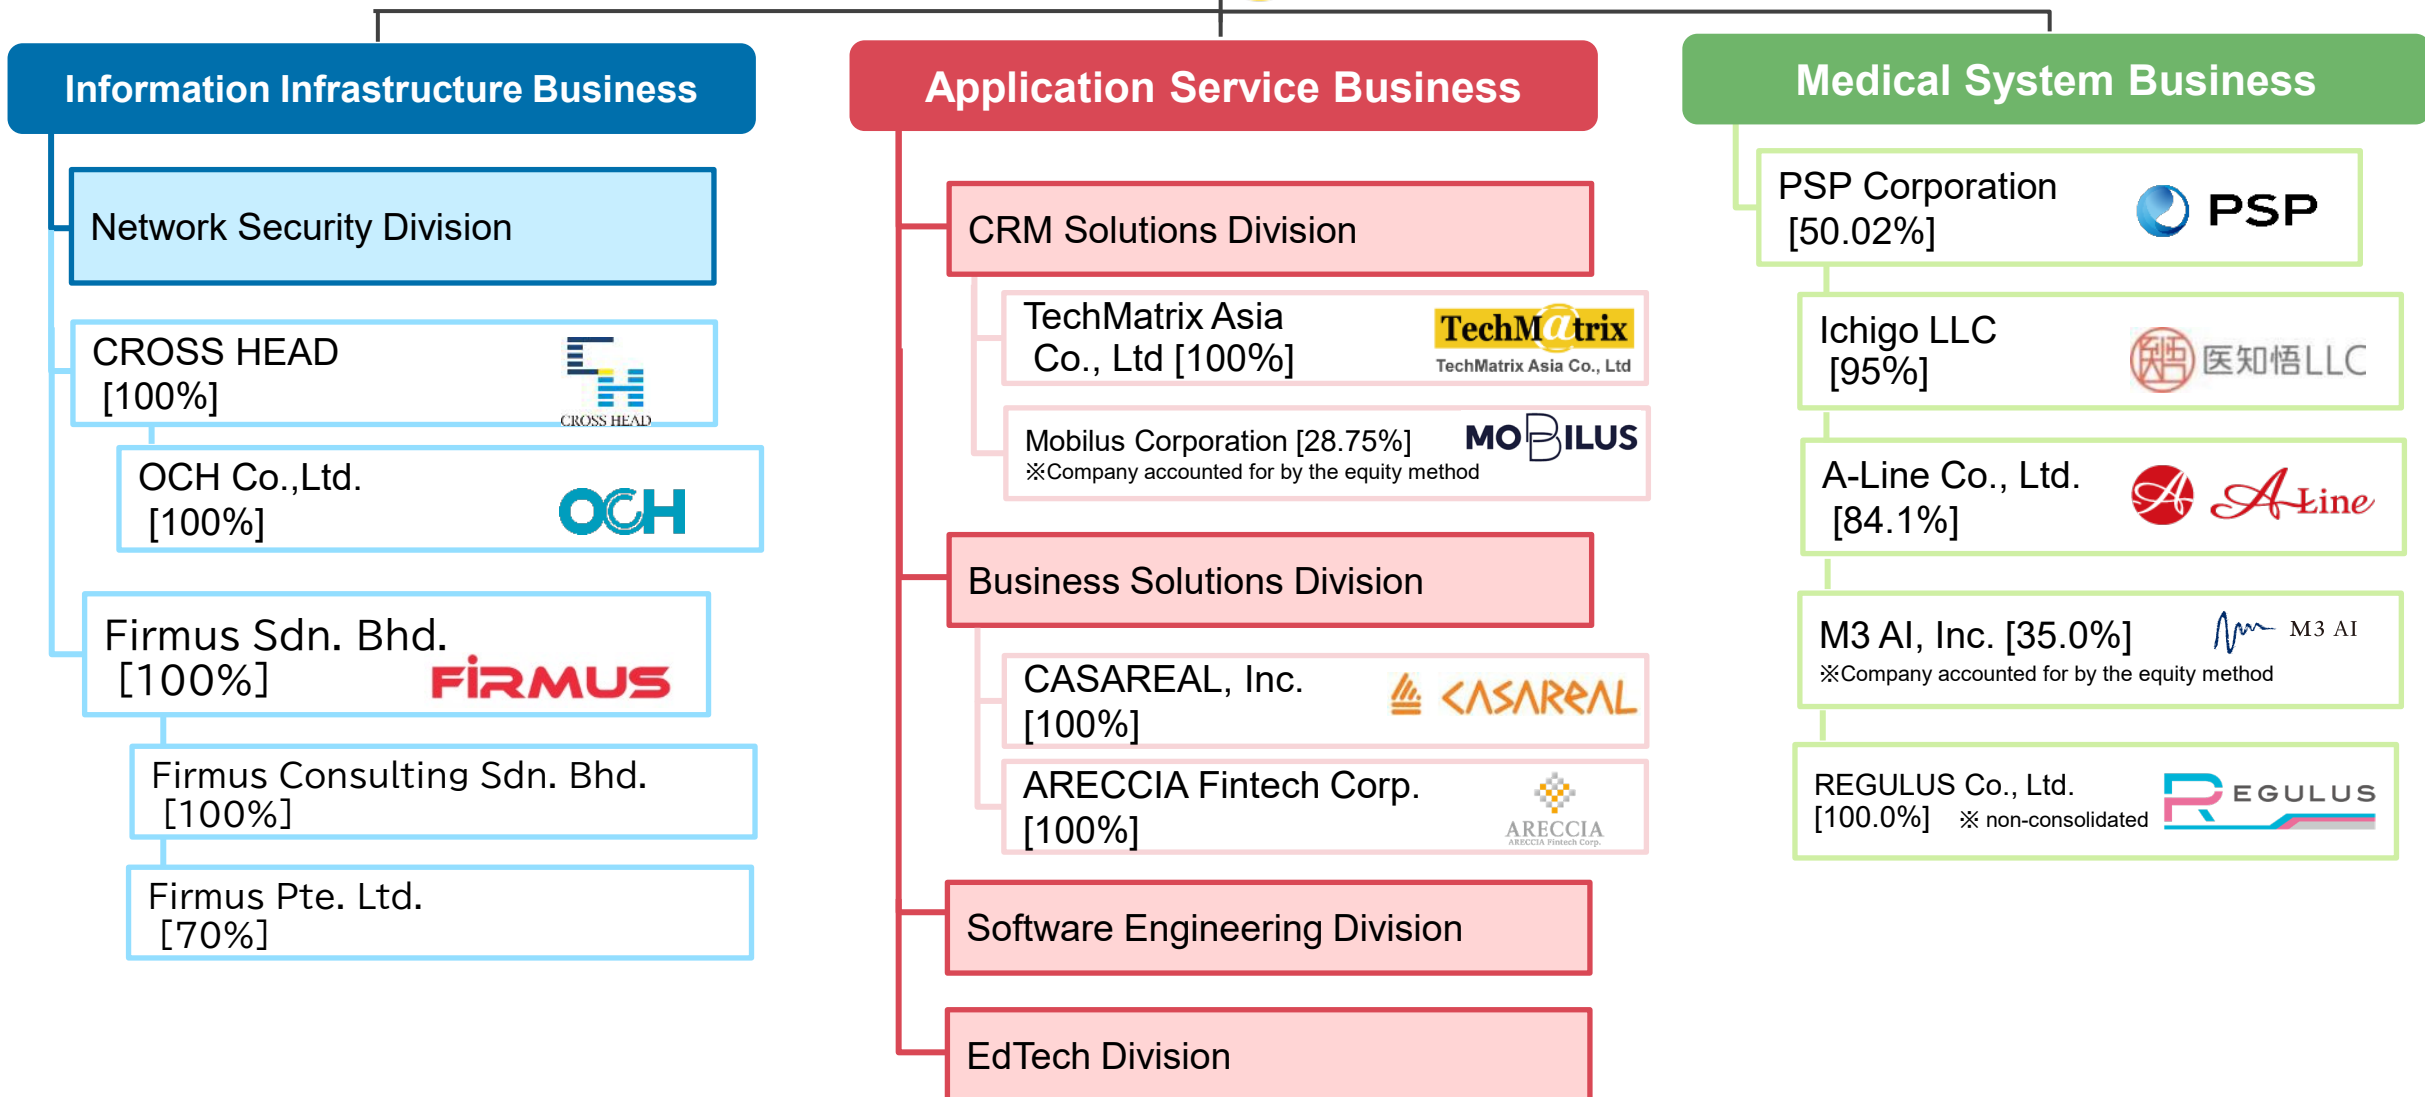 Information Infrastructure Business
Network Security Division
CROSS HEAD
[100%]
CROSS HEAD
OCH Co.,Ltd.
[100%]
OCH
Firmus Sdn. Bhd.
[100%]
FiRMUS
Firmus Consulting Sdn. Bhd.
[100%]
Firmus Pte. Ltd.
[70%]
Application Service Business
CRM Solutions Division
TechMatrix Asia
Co., Ltd [100%]
TechM@trix
TechMatrix Asia Co., Ltd
Mobilus Corporation [28.75%]
※Company accounted for by the equity method
MOBILUS
Business Solutions Division
CASAREAL, Inc.
[100%]
CASAREAL
ARECCIA Fintech Corp.
[100%]
ARECCIA
ARECCIA Fintech Corp.
Software Engineering Division
EdTech Division
Medical System Business
PSP Corporation
[50.02%]
PSP
Ichigo LLC
[95%]
医知悟LLC
A-Line Co., Ltd.
[84.1%]
A A-Line
M3 AI, Inc. [35.0%]
※Company accounted for by the equity method
M3 AI
REGULUS Co., Ltd.
[100.0%] ※ non-consolidated
REGULUS